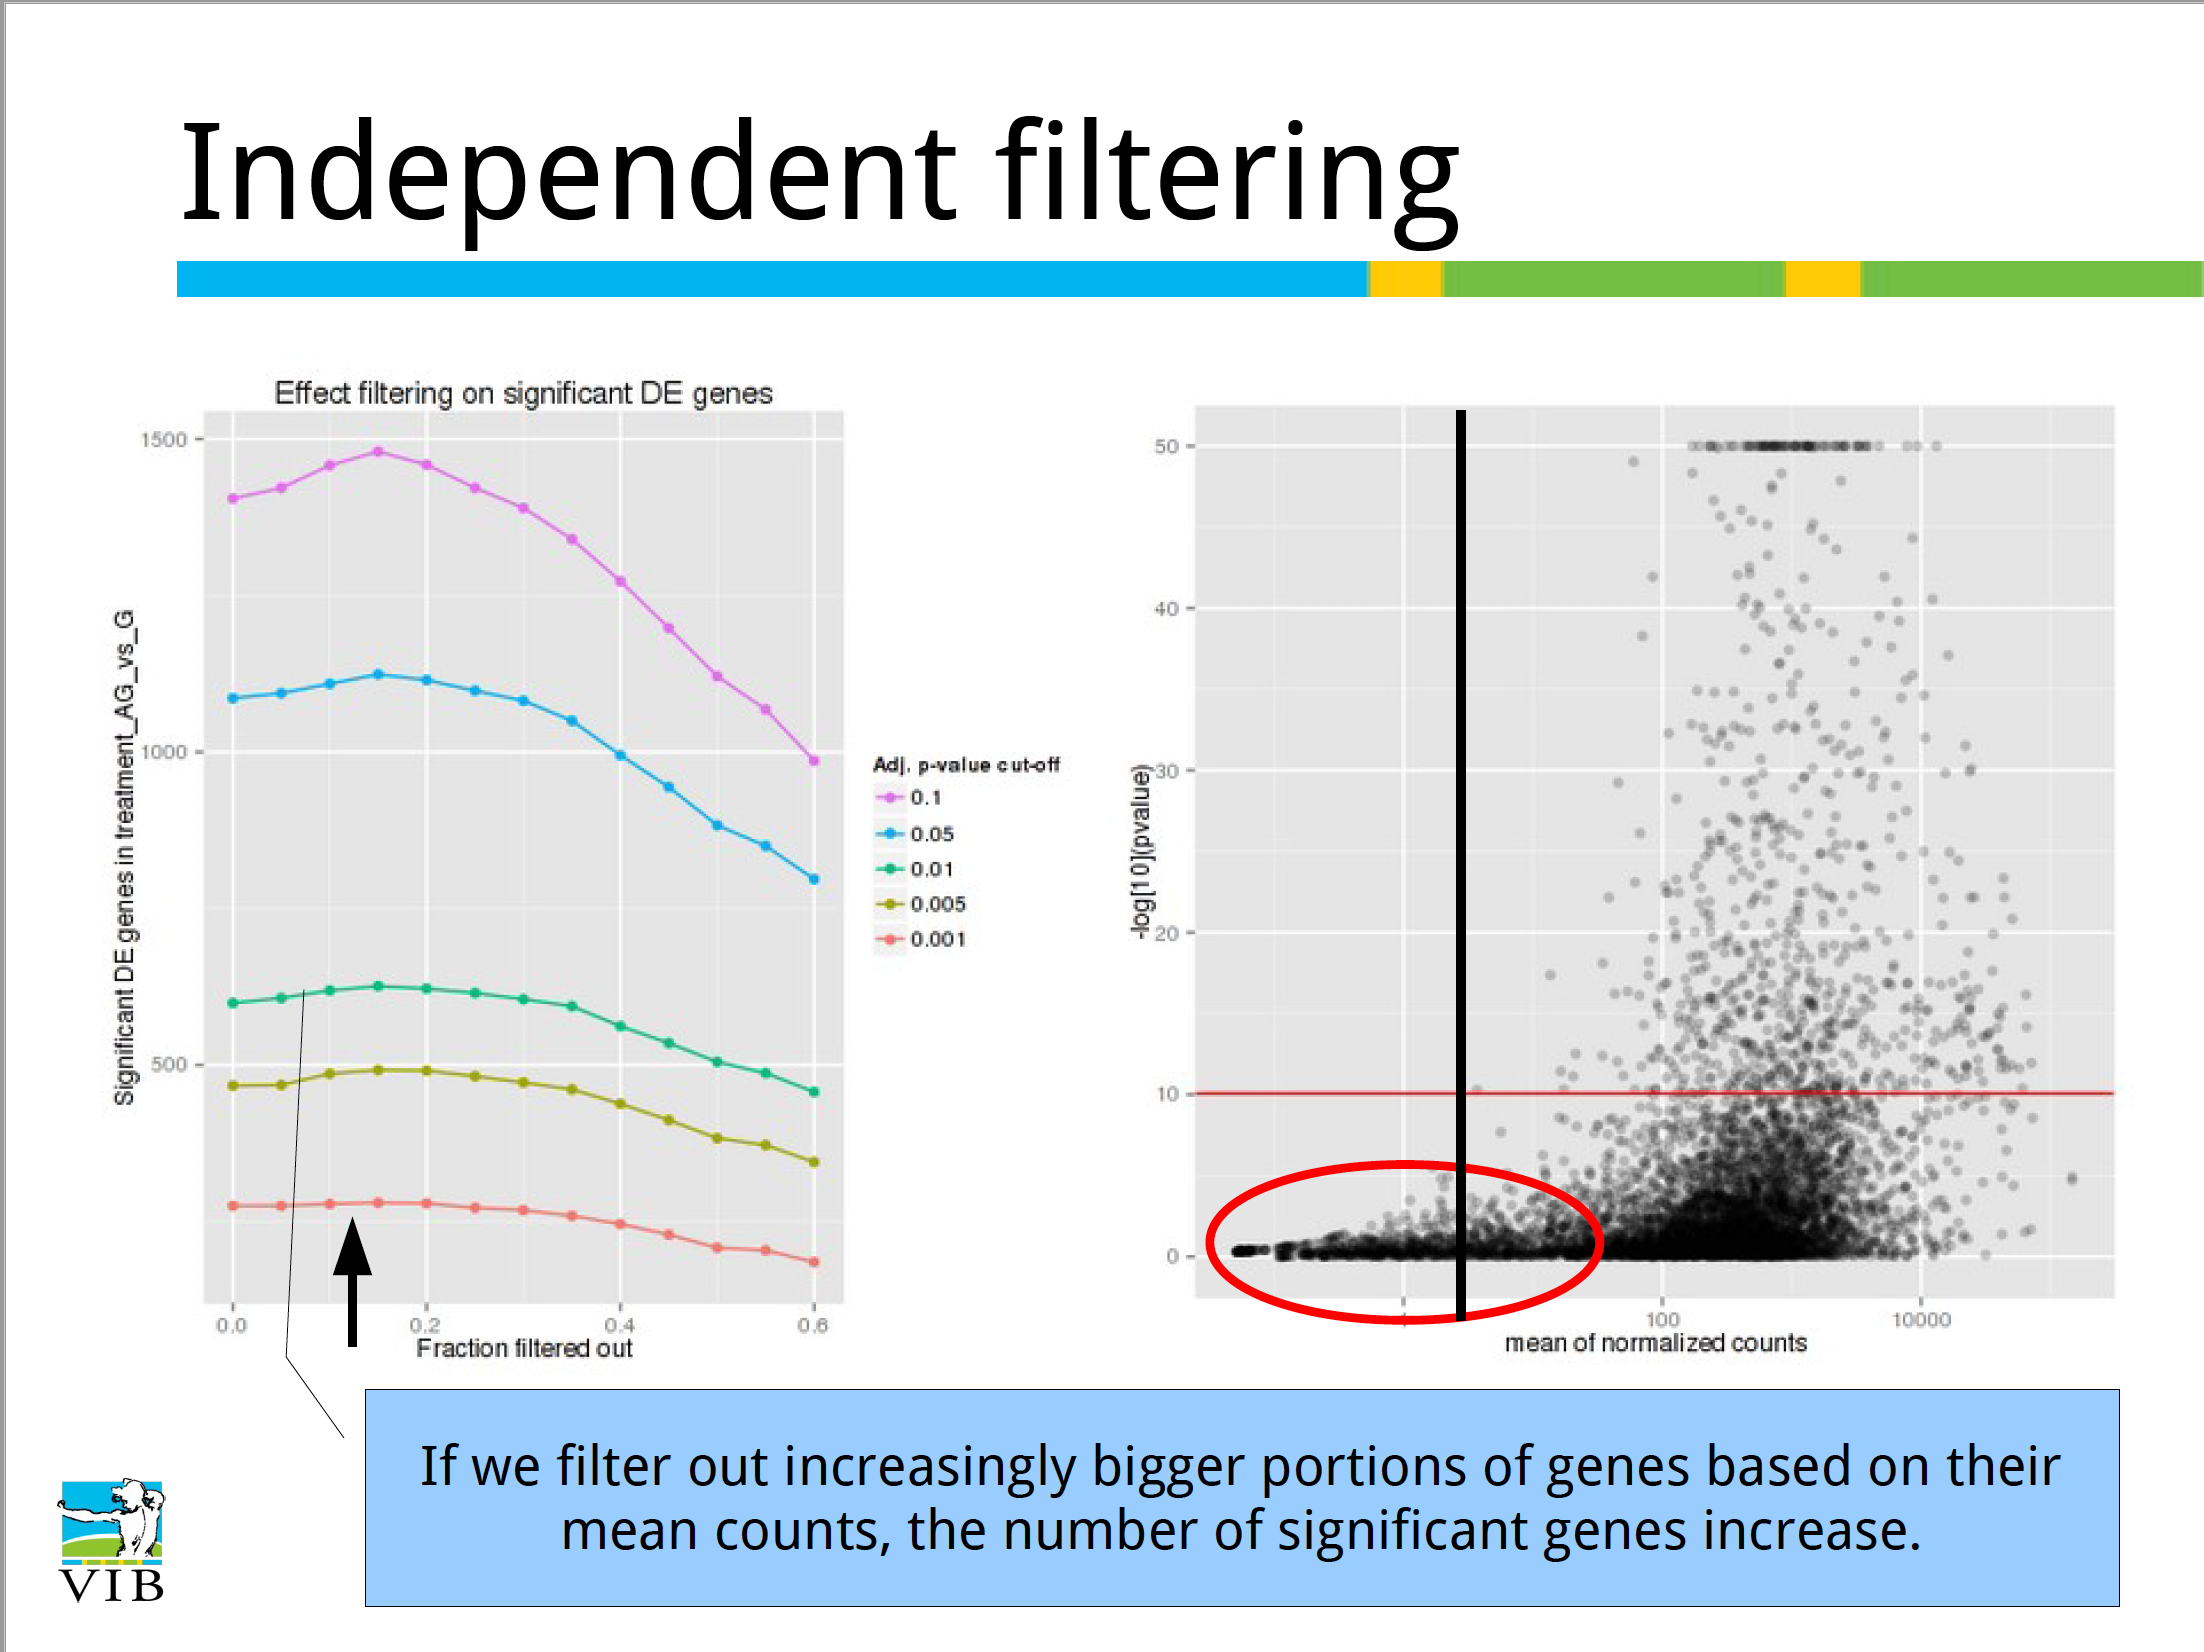 Independent filtering
Effect filtering on significant DE genes
Significant DE genes in treatment_AG_vs_G
1500
1000
500
0.0
0.2
0.4
0.6
Fraction filtered out
Adj. p-value cut-off
0.1
0.05
0.01
0.005
0.001
-log[10](pvalue)
50
40
30
20
10
0
100
10000
mean of normalized counts
If we filter out increasingly bigger portions of genes based on their
mean counts, the number of significant genes increase.
VIB